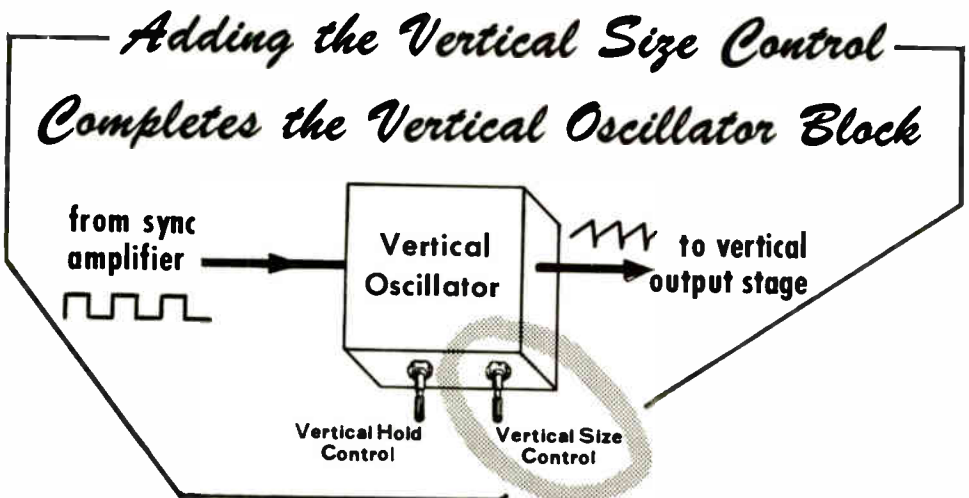 Adding the Vertical Size Control
Completes the Vertical Oscillator Block
from sync
amplifier
Vertical
Oscillator
to vertical
output stage
Vertical Hold
Control
Vertical Size
Control